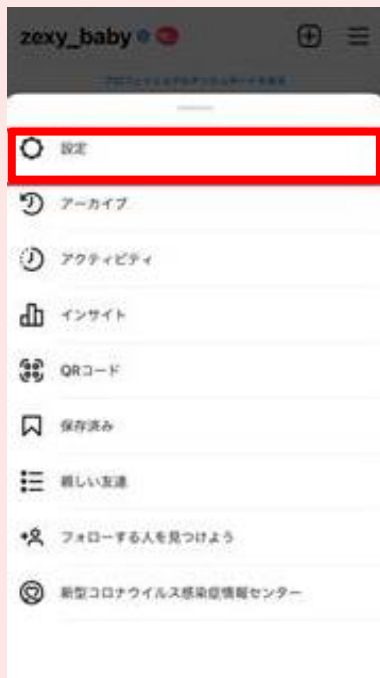 zexy_baby
設定
アーカイブ
アクティビティ
インサイト
QRコード
保存済み
親しい友達
フォローする人を見つけよう
新型コロナウイルス感染症情報センター